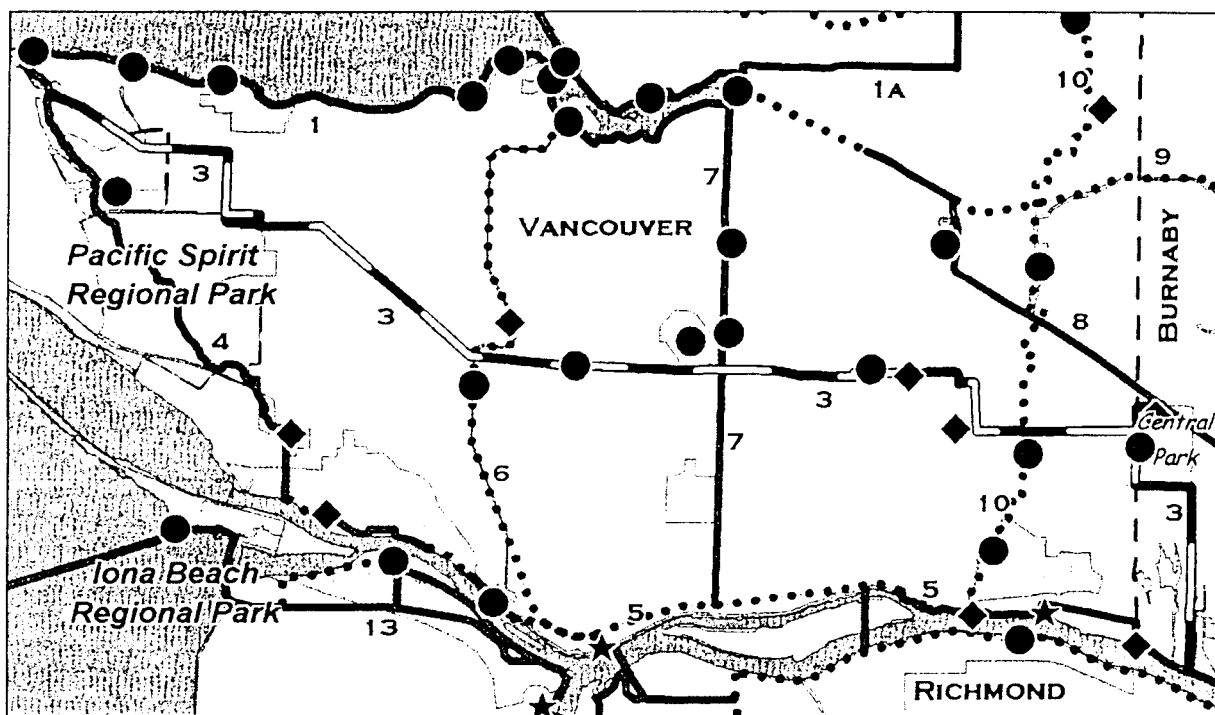 10
1A
1
9
3
7
VANCOUVER
BURNABY
Pacific Spirit
Regional Park
3
8
4
3
Central
Park
7
6
10
3
Iona Beach
Regional Park
5
5
13
RICHMOND